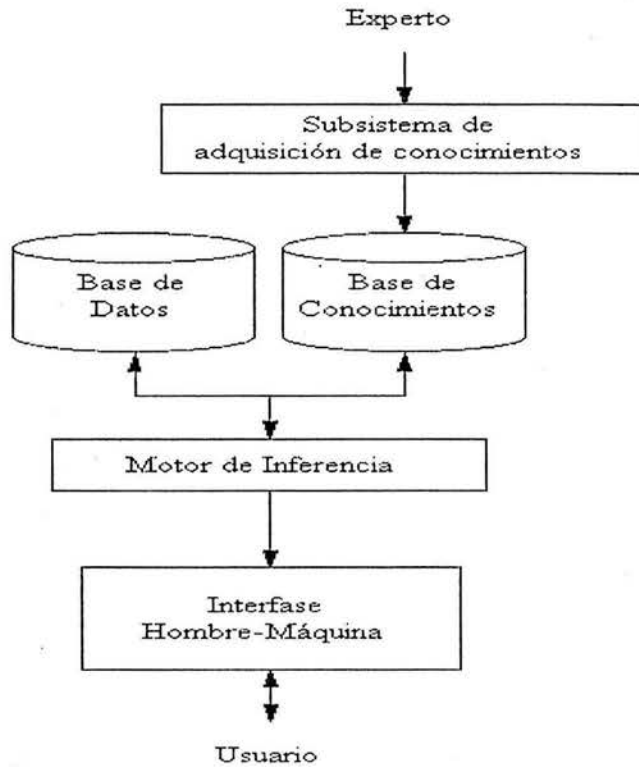 Experto
Subsistema de
adquisición de conocimientos
Base de
Datos
Base de
Conocimientos
Motor de Inferencia
Interfase
Hombre-Máquina
Usuario